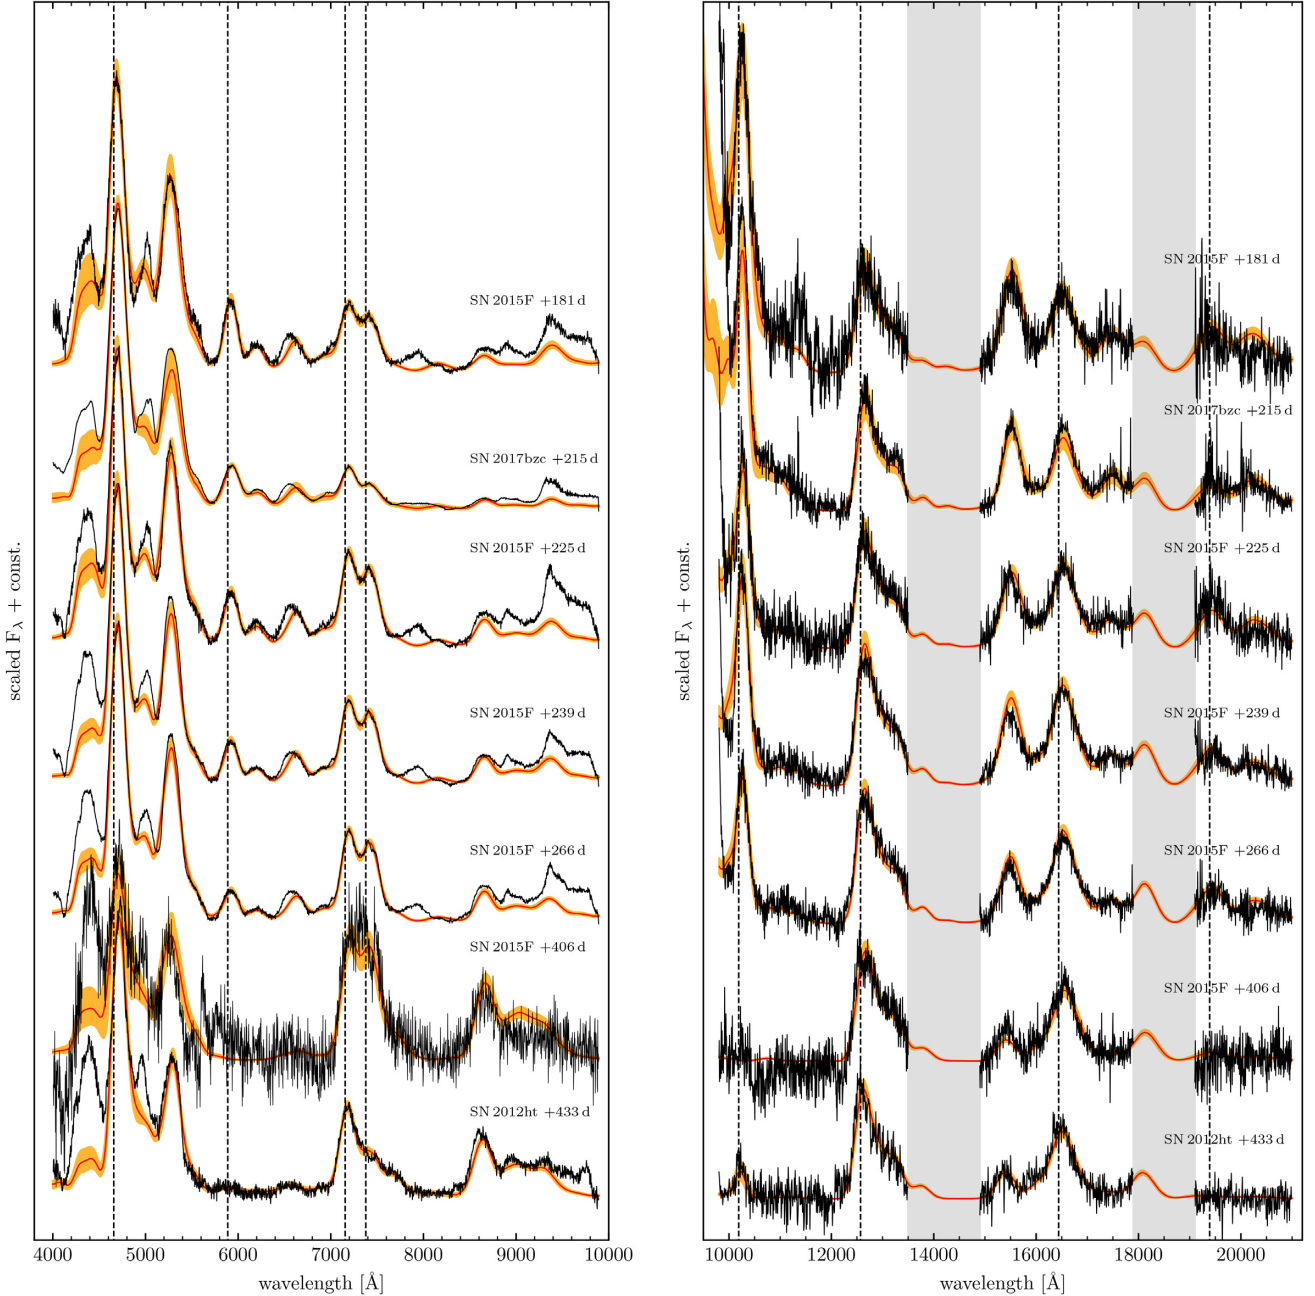 SN 2015F +181 d
SN 2017bzc +215 d
SN 2015F +225 d
SN 2015F +239 d
SN 2015F +266 d
SN 2015F +406 d
SN 2012ht +433 d
scaled Fλ + const.
4000 5000 6000 7000 8000 9000 10000
wavelength [Å]
SN 2015F +181 d
SN 2017bzc +215 d
SN 2015F +225 d
SN 2015F +239 d
SN 2015F +266 d
SN 2015F +406 d
SN 2012ht +433 d
scaled Fλ + const.
10000 12000 14000 16000 18000 20000
wavelength [Å]